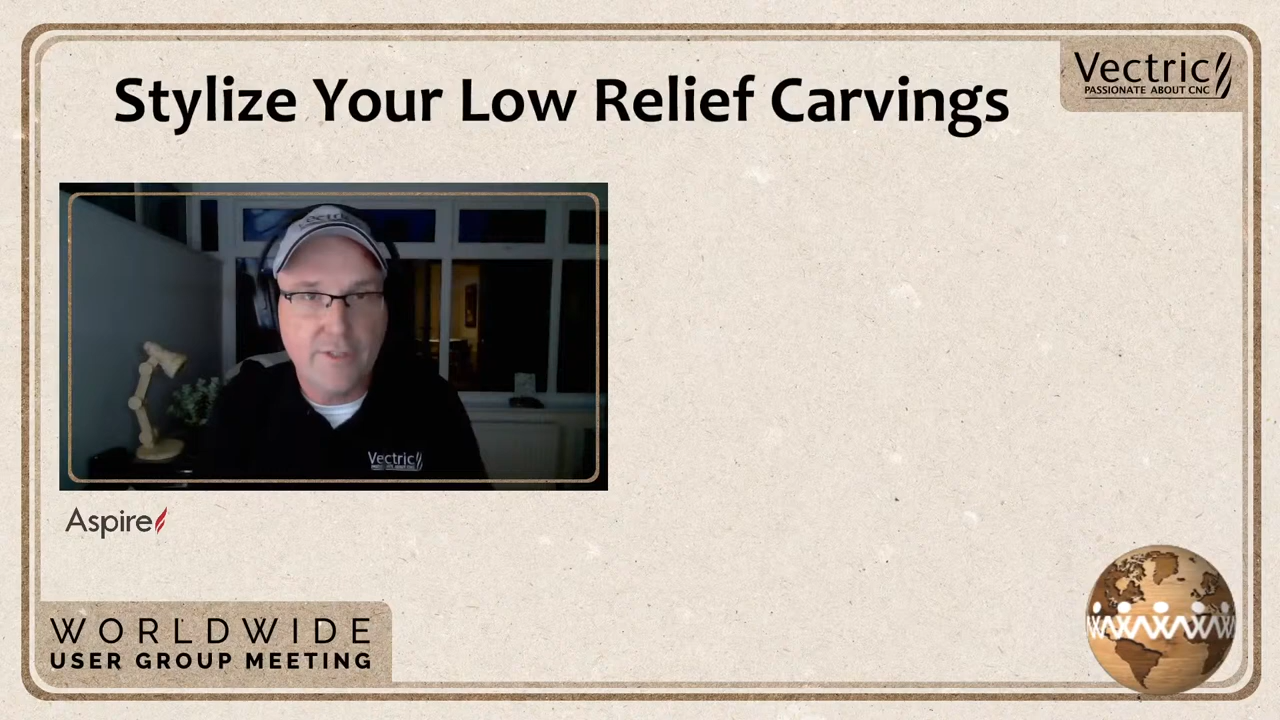 Stylize Your Low Relief Carvings
Vectric
PASSIONATE ABOUT CNC
Vectric
Aspire
WORLDWIDE
USER GROUP MEETING